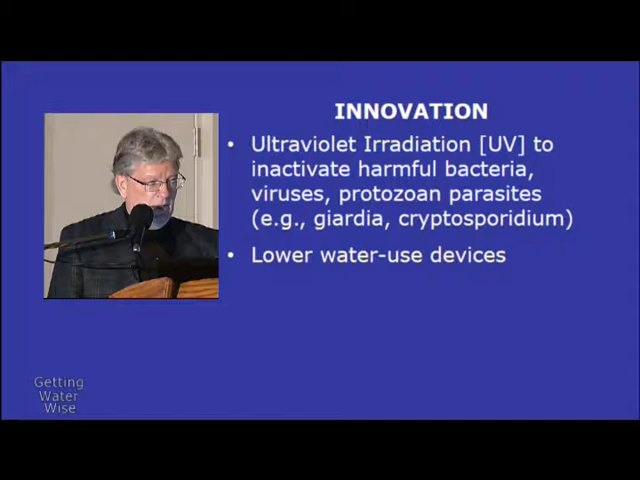 INNOVATION
• Ultraviolet Irradiation [UV] to
inactivate harmful bacteria,
viruses, protozoan parasites
(e.g., giardia, cryptosporidium)
• Lower water-use devices
Getting
Water
Wise